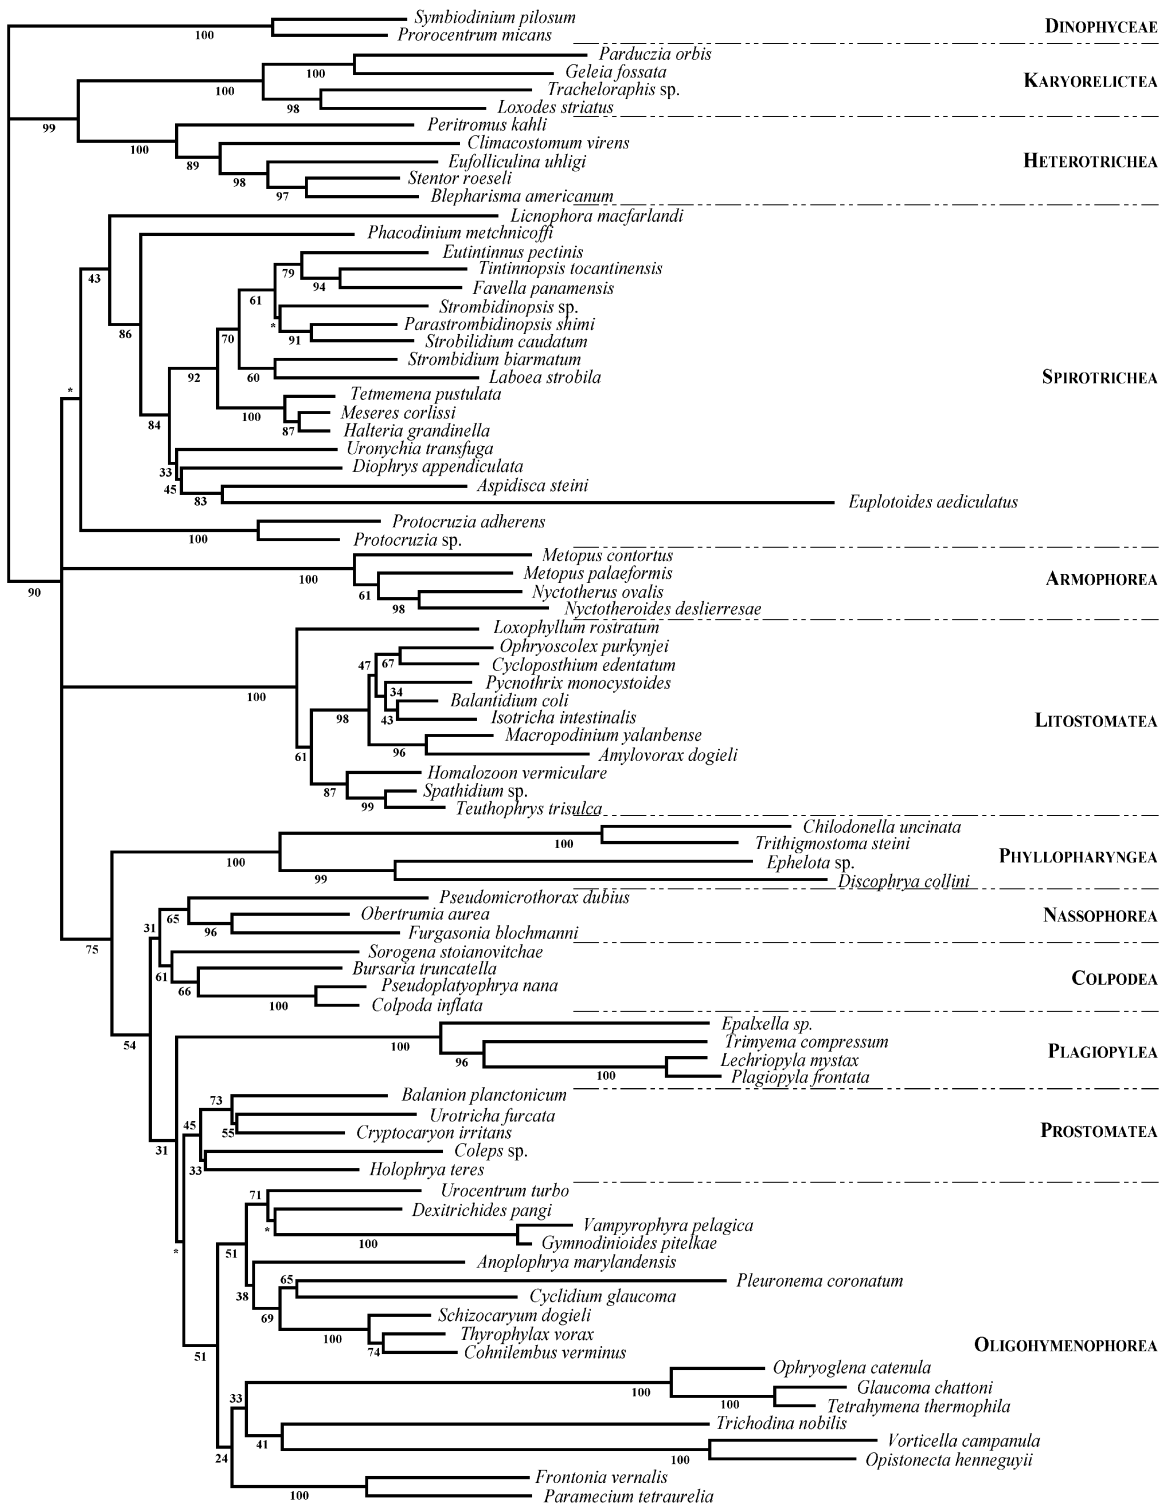 Symbiodinium pilosum
DINOPHYCEAE
100
Prorocentrum micans
Parduczia orbis
100
Geleia fossata
KARYORELICTEA
100
Tracheloraphis sp.
98
Loxodes striatus
99
Peritromus kahli
100
Climacostomum virens
89
Eufolliculina uhligi
HETEROTRICHEA
98
Stentor roeseli
97
Blepharisma americanum
Licnophora macfarlandi
Phacodinium metchnicoffi
Eutintinnus pectinis
43
79
Tintinnopsis tocantinensis
94
Favella panamensis
61
Strombidinopsis sp.
*
Parastrombidinopsis shimi
86
70
91
Strobilidium caudatum
Strombidium biarmatum
92
60
Laboea strobila
SPIROTRICHEA
*
Tetmemena pustulata
100
Meseres corlissi
84
87
Halteria grandinella
Uronychia transfuga
33
Diophrys appendiculata
45
Aspidisca steini
83
Euplotoides aediculatus
Protocruzia adherens
100
Protocruzia sp.
Metopus contortus
90
100
Metopus palaeformis
ARMOPHOREA
61
Nyctotherus ovalis
98
Nyctotheroides deslierresae
Loxophyllum rostratum
Ophryoscolex purkynjei
47
67
Cycloposthium edentatum
100
Pycnothrix monocystoides
34
Balantidium coli
98
43
Isotricha intestinalis
LITOSTOMATEA
Macropodinium yalanbense
61
96
Amylovorax dogieli
Homalozoon vermiculare
87
Spathidium sp.
99
Teuthophrys trisulca
Chilodonella uncinata
100
Trithigmostoma steini
100
Ephelota sp.
PHYLLOPHARYNGEA
99
Discophrya collini
Pseudomicrothorax dubius
65
Obertrumia aurea
NASSOPHOREA
31
96
Furgasonia blochmanni
75
Sorogena stoianovitchae
61
Bursaria truncatella
66
Pseudoplatyophrya nana
COLPODEA
100
Colpoda inflata
Epalxella sp.
54
100
Trimyema compressum
PLAGIOPYLEA
96
Lechriopyla mystax
100
Plagiopyla frontata
Balanion planctonicum
73
Urotricha furcata
45
55
Cryptocaryon irritans
PROSTOMATEA
31
Coleps sp.
33
Holophrya teres
Urocentrum turbo
71
Dexitrichides pangi
*
Vampyrophyra pelagica
100
Gymnodinioides pitelkae
*
51
Anoplophrya marylandensis
65
Pleuronema coronatum
38
Cyclidium glaucoma
69
Schizocaryum dogieli
100
Thyrophylax vorax
OLIGOHYMENOPHOREA
51
74
Cohnilembus verminus
Ophryoglena catenula
100
Glaucoma chattoni
33
100
Tetrahymena thermophila
Trichodina nobilis
41
Vorticella campanula
24
100
Opistonecta henneguyii
Frontonia vernalis
100
Paramecium tetraurelia